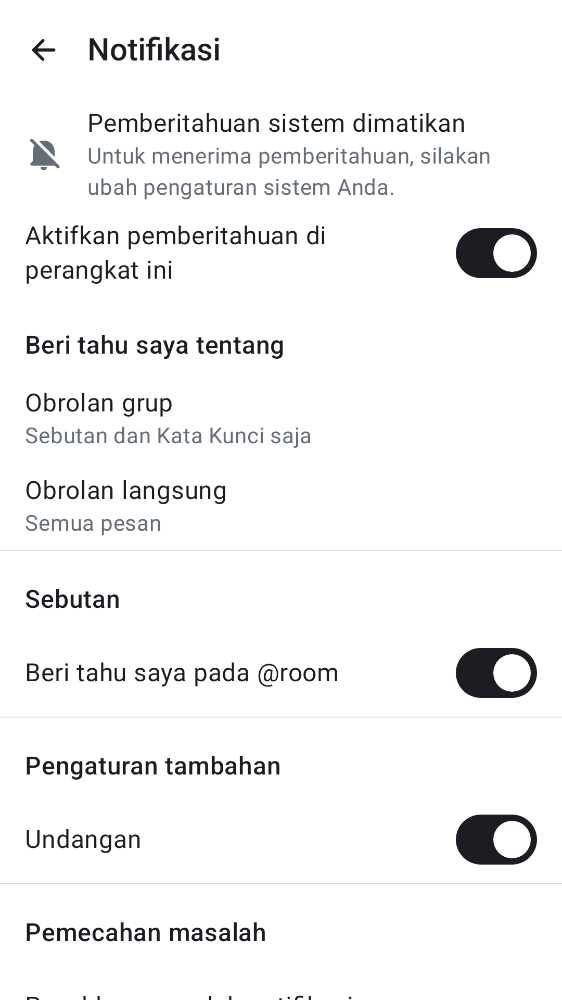 Notifikasi
Pemberitahuan sistem dimatikan
Untuk menerima pemberitahuan, silakan
ubah pengaturan sistem Anda.
Aktifkan pemberitahuan di
perangkat ini
Beri tahu saya tentang
Obrolan grup
Sebutan dan Kata Kunci saja
Obrolan langsung
Semua pesan
Sebutan
Beri tahu saya pada @room
Pengaturan tambahan
Undangan
Pemecahan masalah